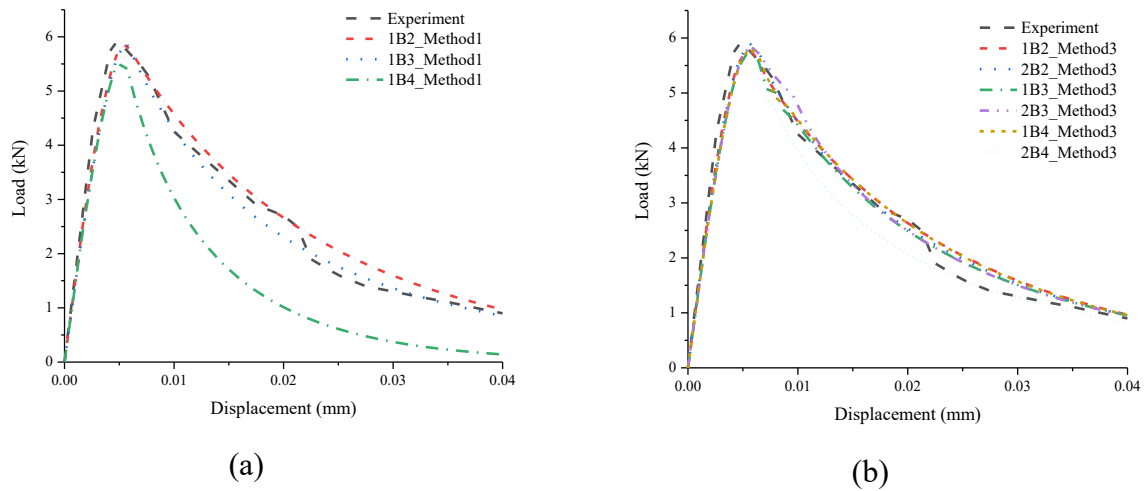 Experiment
1B2_Method1
1B3_Method1
1B4_Method1
6
5
4
3
2
1
0
Load (kN)
0.00
0.01
0.02
0.03
0.04
Displacement (mm)
(a)
Experiment
1B2_Method3
2B2_Method3
1B3_Method3
2B3_Method3
1B4_Method3
2B4_Method3
6
5
4
3
2
1
0
Load (kN)
0.00
0.01
0.02
0.03
0.04
Displacement (mm)
(b)